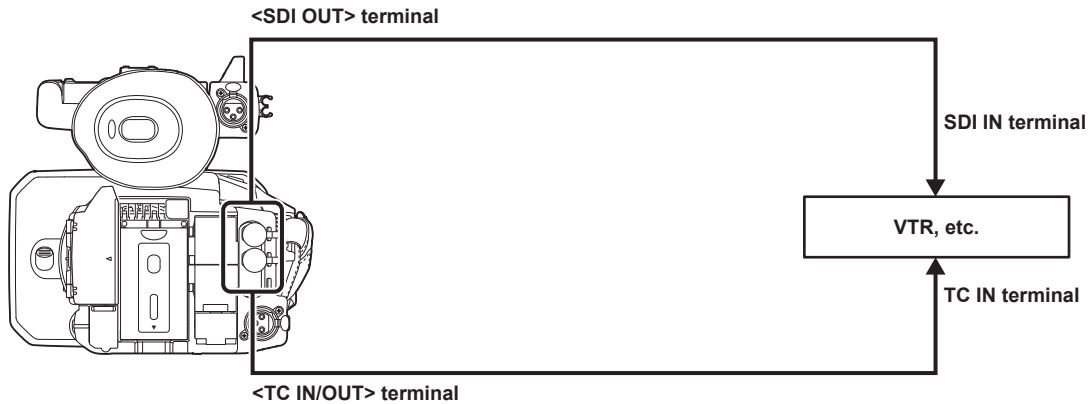 <SDI OUT> terminal
SDI IN terminal
VTR, etc.
TC IN terminal
<TC IN/OUT> terminal